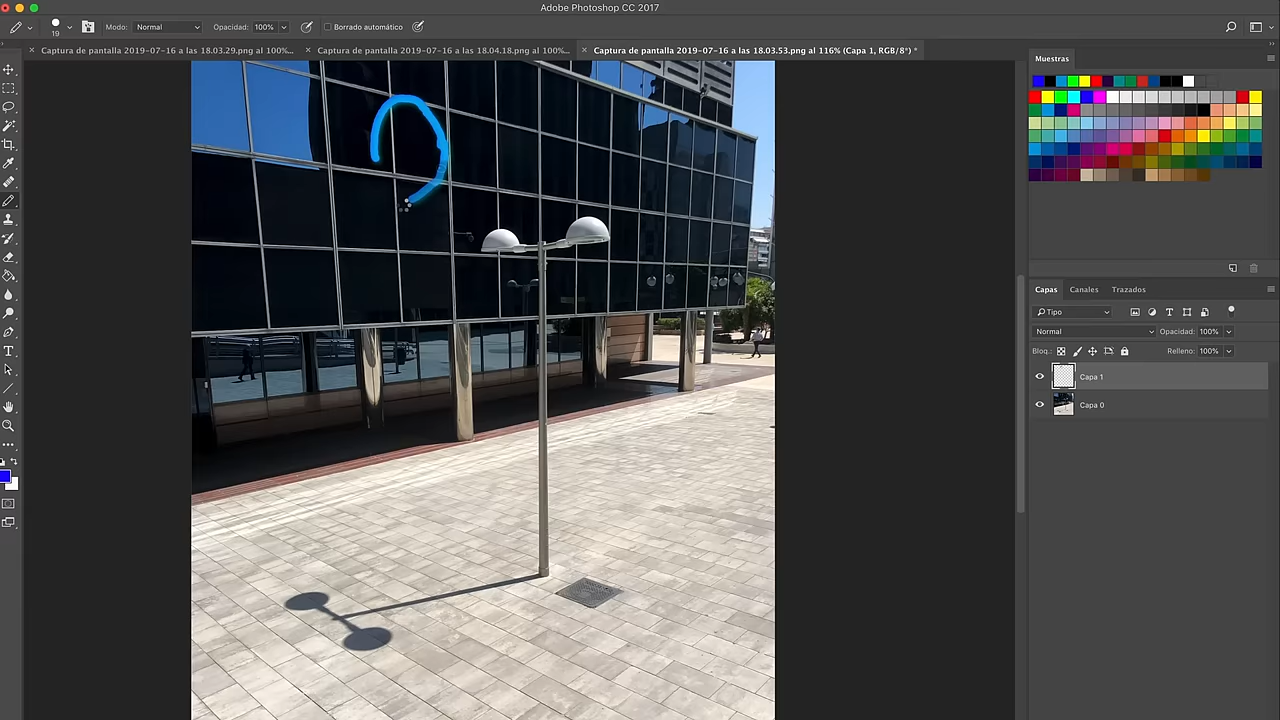 Adobe Photoshop CC 2017
19 Modo: Normal Opacidad: 100% Borrado automático
Captura de pantalla 2019-07-16 a las 18.03.29.png al 100%... Captura de pantalla 2019-07-16 a las 18.04.18.png al 100%... Captura de pantalla 2019-07-16 a las 18.03.53.png al 116% (Capa 1, RGB/8*) *
Muestras
Capas Canales Trazados
Tipo
Normal Opacidad: 100%
Bloq.: Relleno: 100%
Capa 1
Capa 0